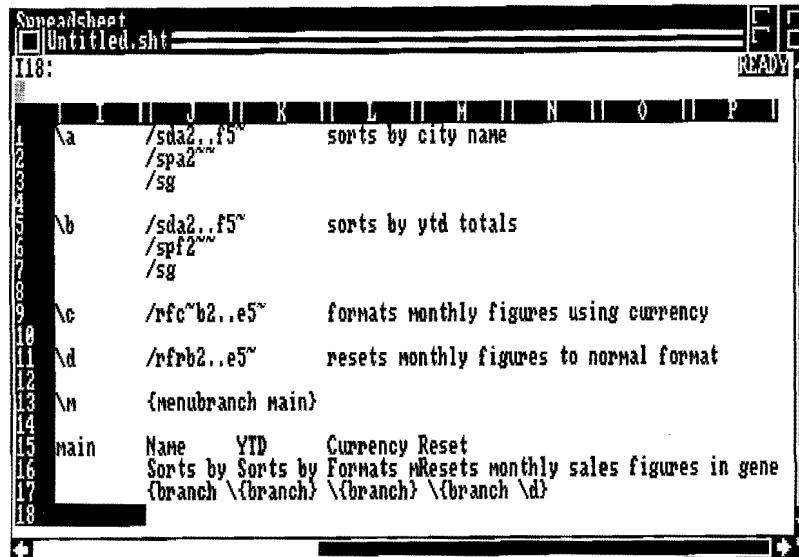 Spreadsheet
Untitled.sht
I18: READY
I J K L M N O P
1 \a /sda2..f5~ sorts by city name
2 /spa2~~
3 /sg
4
5 \b /sda2..f5~ sorts by ytd totals
6 /spf2~~
7 /sg
8
9 \c /rfc~b2..e5~ formats monthly figures using currency
10
11 \d /rfrb2..e5~ resets monthly figures to normal format
12
13 \m {menubranch main}
14
15 main Name YTD Currency Reset
16 Sorts by Sorts by Formats mResets monthly sales figures in gene
17 {branch \{branch} \{branch} \{branch \d}
18